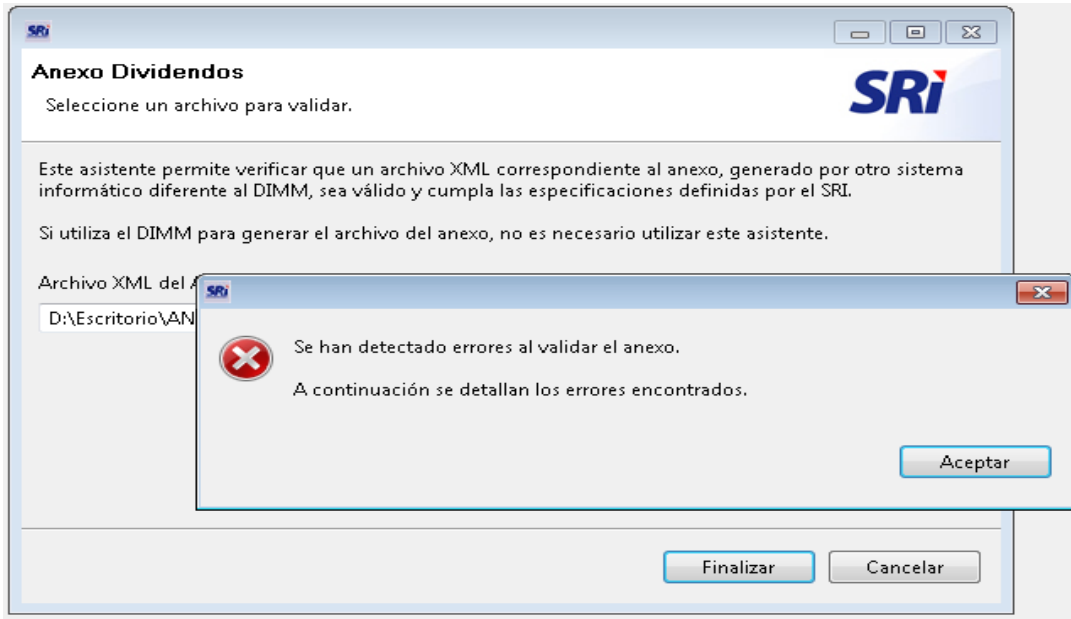 SRi
Anexo Dividendos
Seleccione un archivo para validar.
SRi
Este asistente permite verificar que un archivo XML correspondiente al anexo, generado por otro sistema
informático diferente al DIMM, sea válido y cumpla las especificaciones definidas por el SRI.
Si utiliza el DIMM para generar el archivo del anexo, no es necesario utilizar este asistente.
Archivo XML del
D:\Escritorio\AN
SRi
Se han detectado errores al validar el anexo.
A continuación se detallan los errores encontrados.
Aceptar
Finalizar
Cancelar